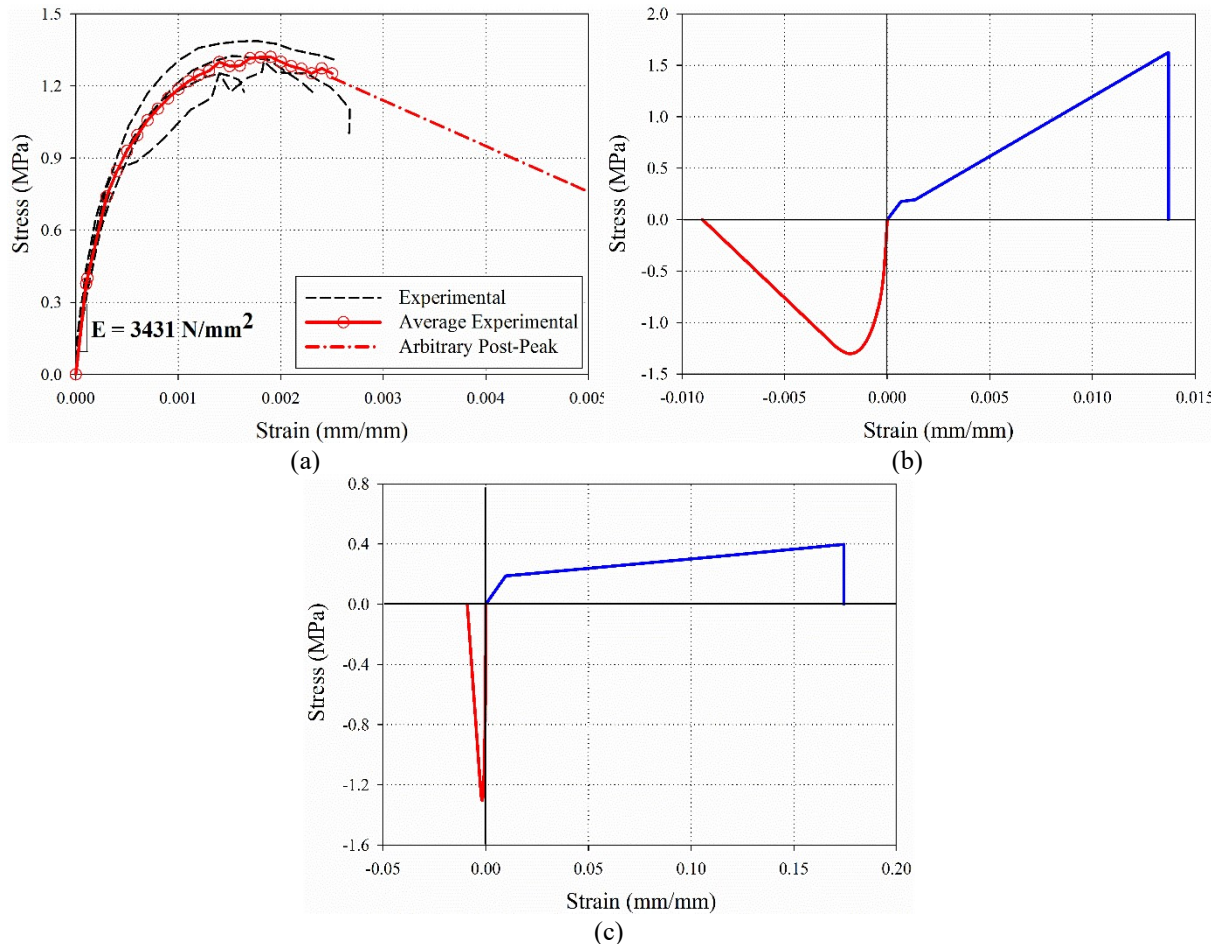 1.5
1.2
0.9
0.6
0.3
0.0
Stress (MPa)
E = 3431 N/mm²
Experimental
Average Experimental
Arbitrary Post-Peak
0.000 0.001 0.002 0.003 0.004 0.005
Strain (mm/mm)
(a)
2.0
1.5
1.0
0.5
0.0
-0.5
-1.0
-1.5
Stress (MPa)
-0.010 -0.005 0.000 0.005 0.010 0.015
Strain (mm/mm)
(b)
0.8
0.4
0.0
-0.4
-0.8
-1.2
-1.6
Stress (MPa)
-0.05 0.00 0.05 0.10 0.15 0.20
Strain (mm/mm)
(c)